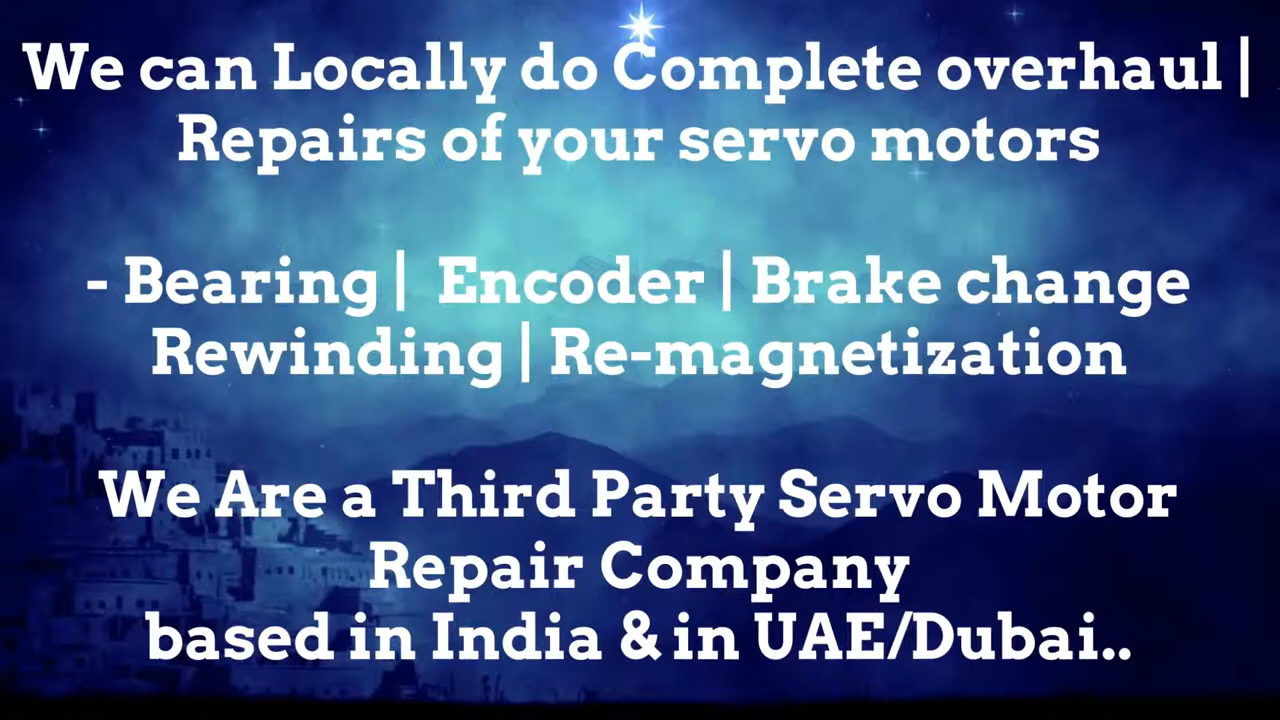 We can Locally do Complete overhaul |
Repairs of your servo motors
- Bearing | Encoder | Brake change
Rewinding | Re-magnetization
We Are a Third Party Servo Motor
Repair Company
based in India & in UAE/Dubai..